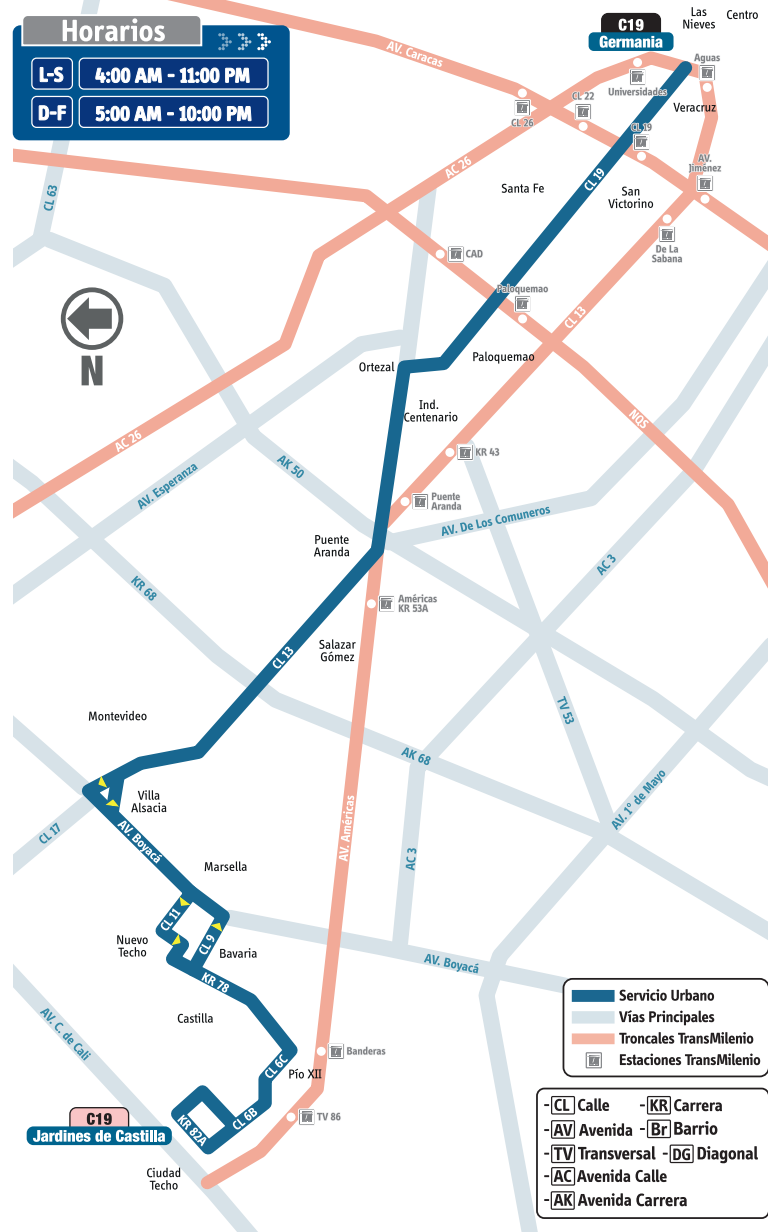 Horarios
L-S
4:00 AM - 11:00 PM
D-F
5:00 AM - 10:00 PM
C19
Germania
Las
Nieves
Centro
AV. Caracas
Aguas
Universidades
CL 22
CL 26
CL 19
Veracruz
AV.
Jiménez
AC 26
CL 63
Santa Fe
CL 19
San
Victorino
De La
Sabana
CAD
Paloquemao
CL 13
N
Ortezal
Paloquemao
Ind.
Centenario
NQS
AC 26
KR 43
AV. Esperanza
AK 50
Puente
Aranda
AV. De Los Comuneros
Puente
Aranda
AC 3
KR 68
Américas
KR 53A
Salazar
Gómez
CL 13
TV 53
Montevideo
AK 68
Villa
Alsacia
AV. 1° de Mayo
CL 17
AV. Boyacá
AV. Américas
AC 3
Marsella
CL 11
CL 9
Nuevo
Techo
Bavaria
AV. Boyacá
KR 78
Castilla
AV. C. de Cali
Banderas
CL 6C
Pío XII
C19
Jardines de Castilla
KR 82A
CL 6B
TV 86
Ciudad
Techo
Servicio Urbano
Vías Principales
Troncales TransMilenio
Estaciones TransMilenio
-CL Calle -KR Carrera
-AV Avenida -Br Barrio
-TV Transversal -DG Diagonal
-AC Avenida Calle
-AK Avenida Carrera